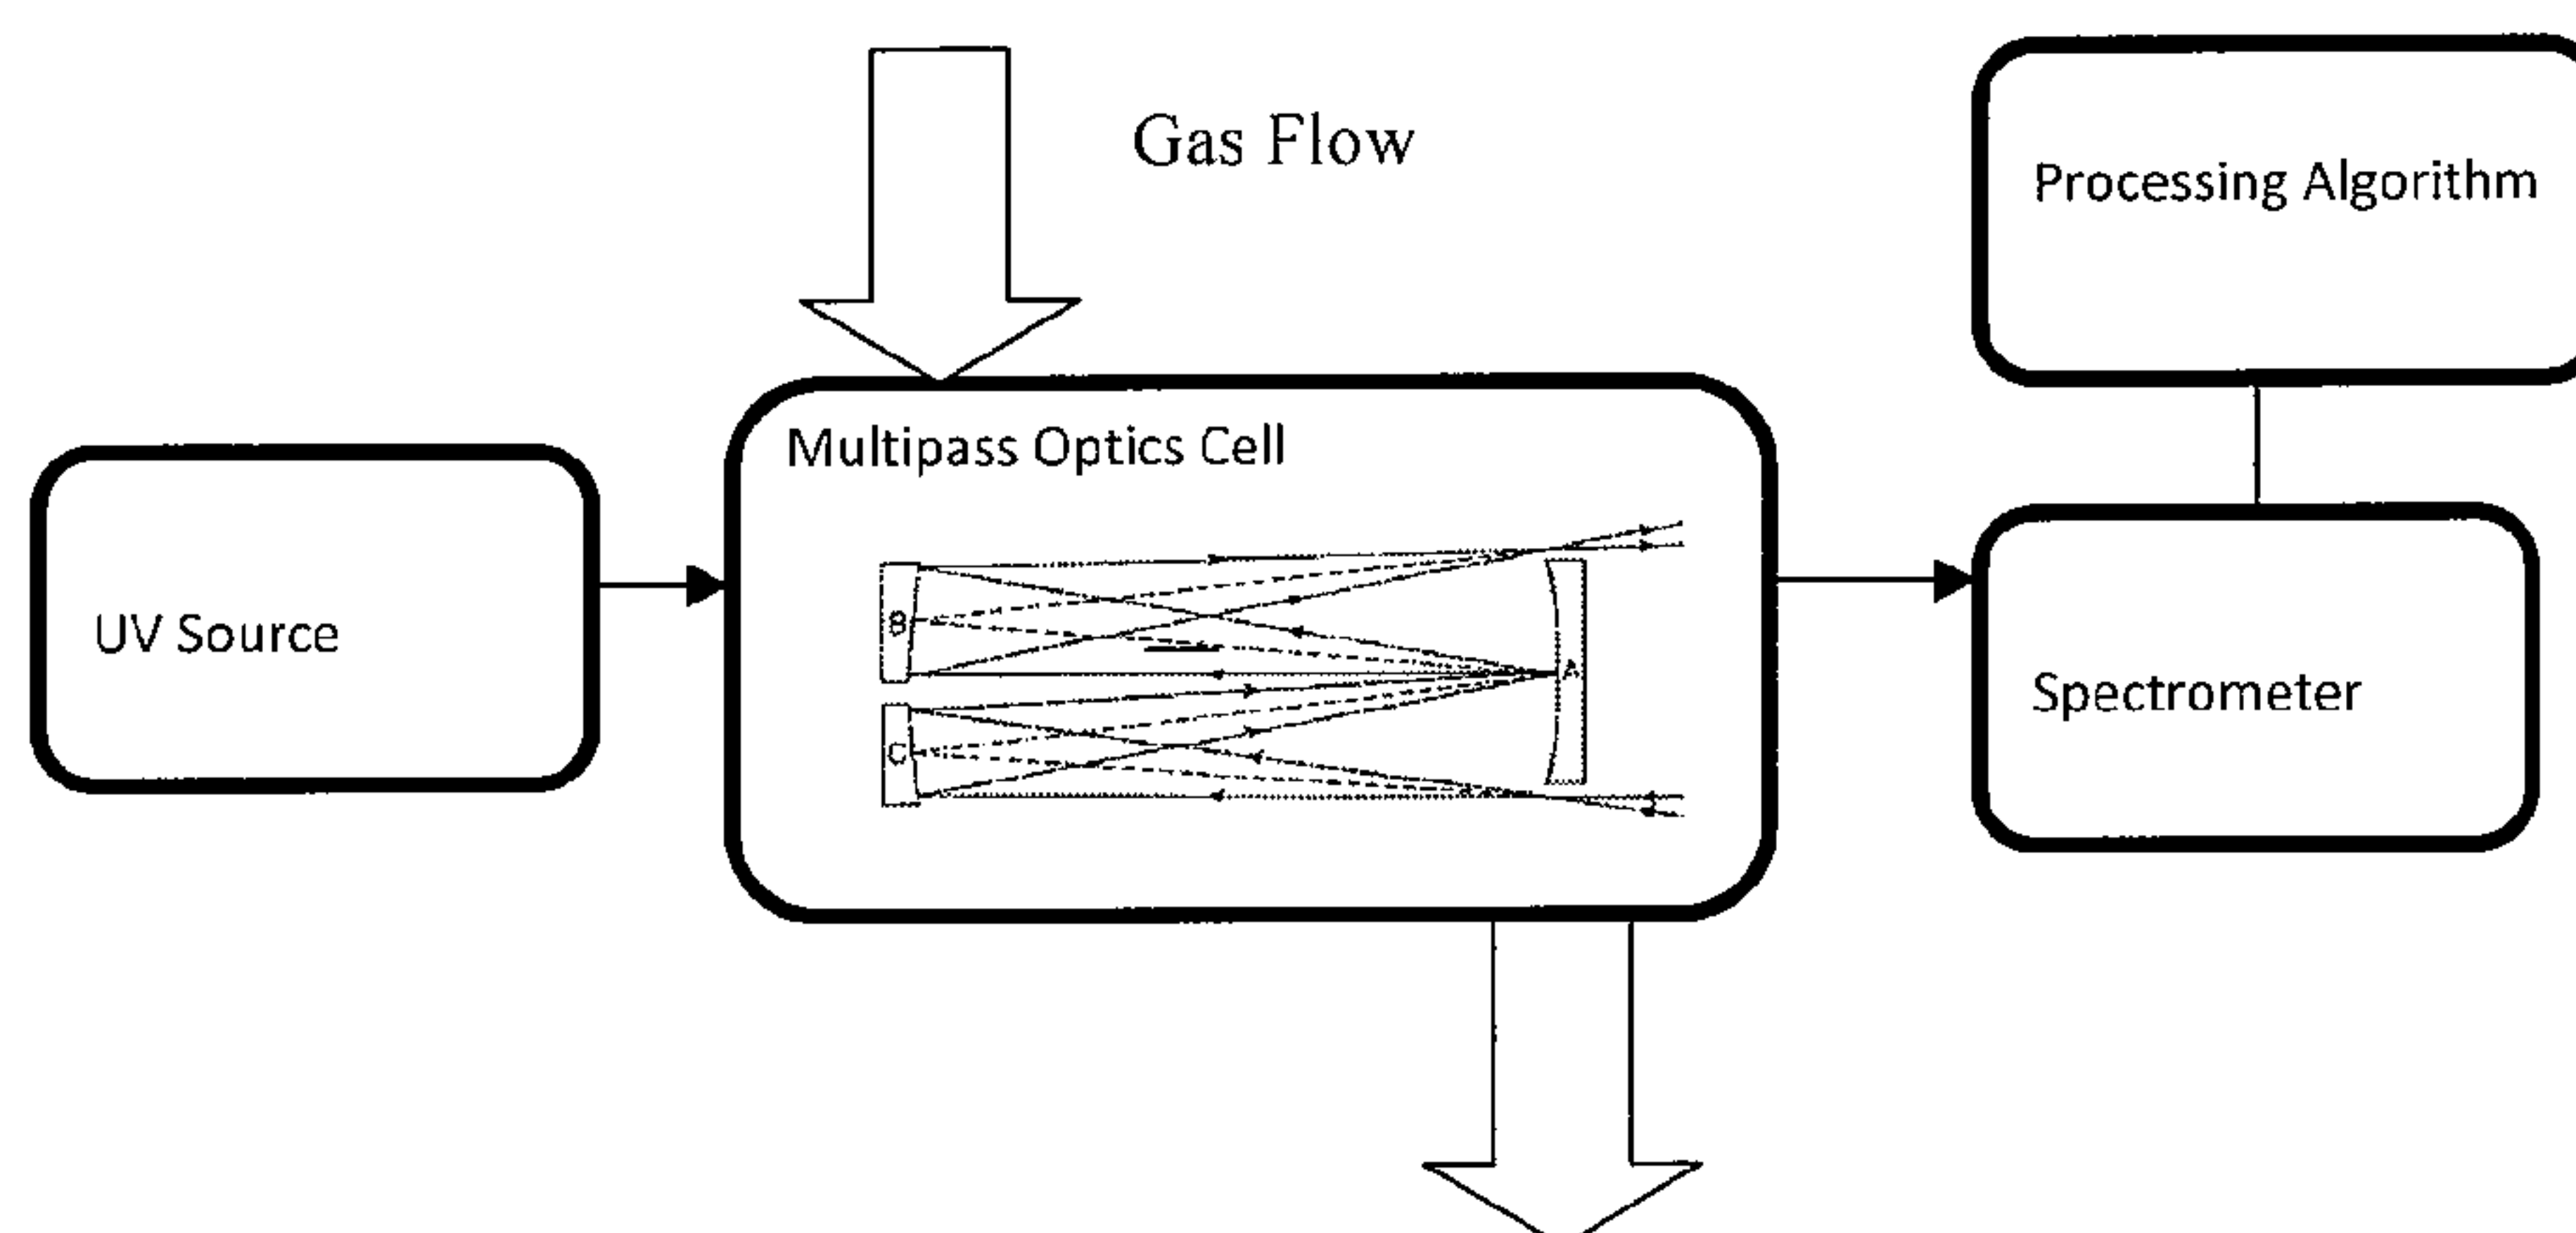 Gas Flow
Processing Algorithm
Multipass Optics Cell
UV Source
B
A
C
Spectrometer